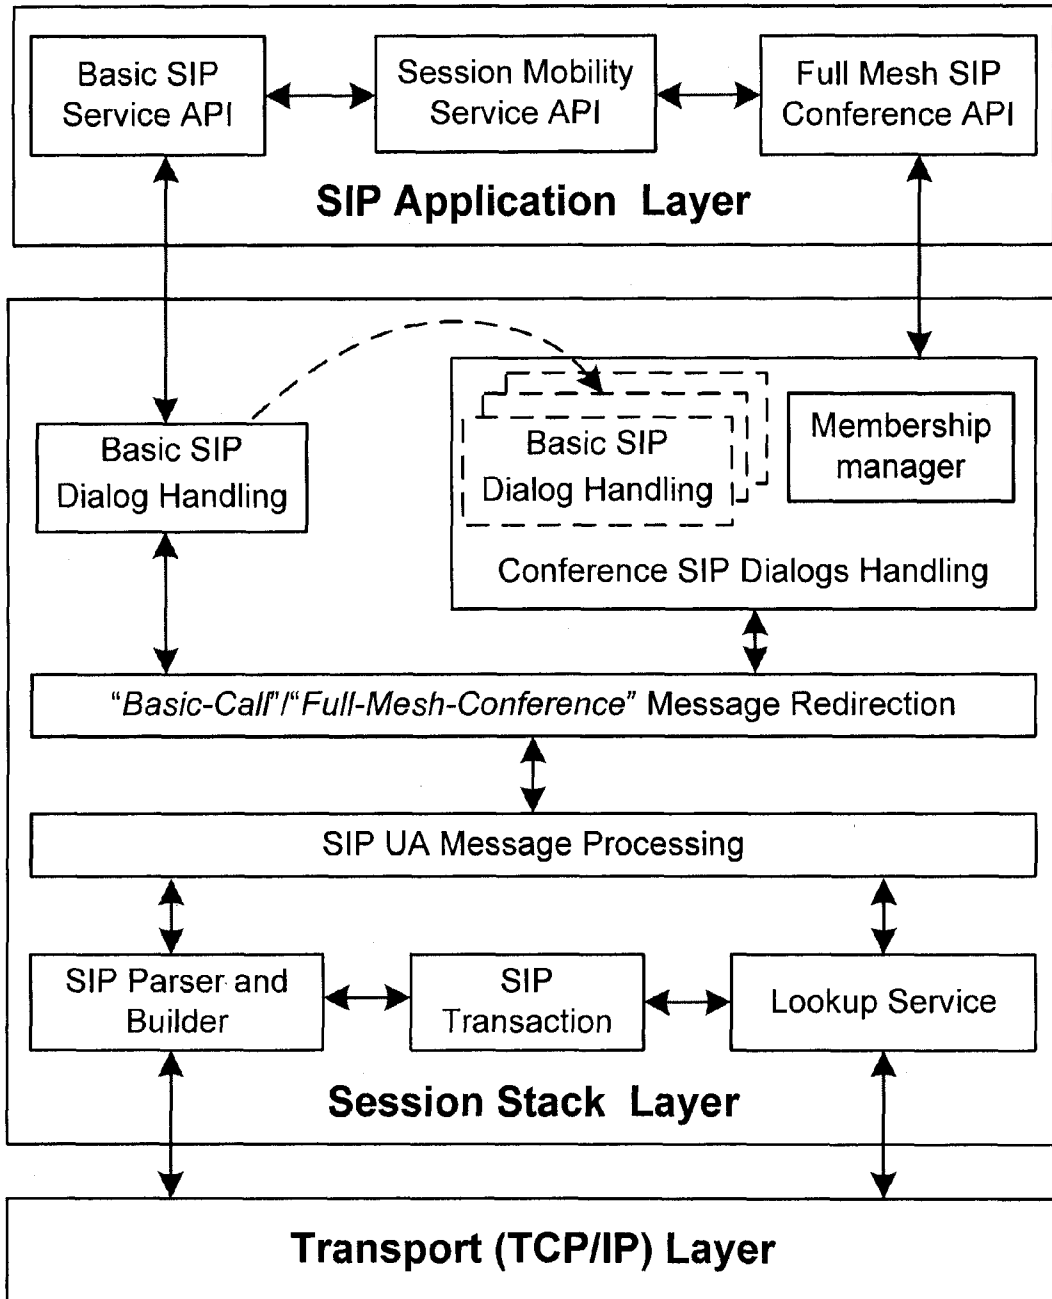 Basic SIP
Service API
Session Mobility
Service API
Full Mesh SIP
Conference API
SIP Application Layer
Basic SIP
Dialog Handling
Basic SIP
Dialog Handling
Membership
manager
Conference SIP Dialogs Handling
“Basic-Call”/“Full-Mesh-Conference” Message Redirection
SIP UA Message Processing
SIP Parser and
Builder
SIP
Transaction
Lookup Service
Session Stack Layer
Transport (TCP/IP) Layer